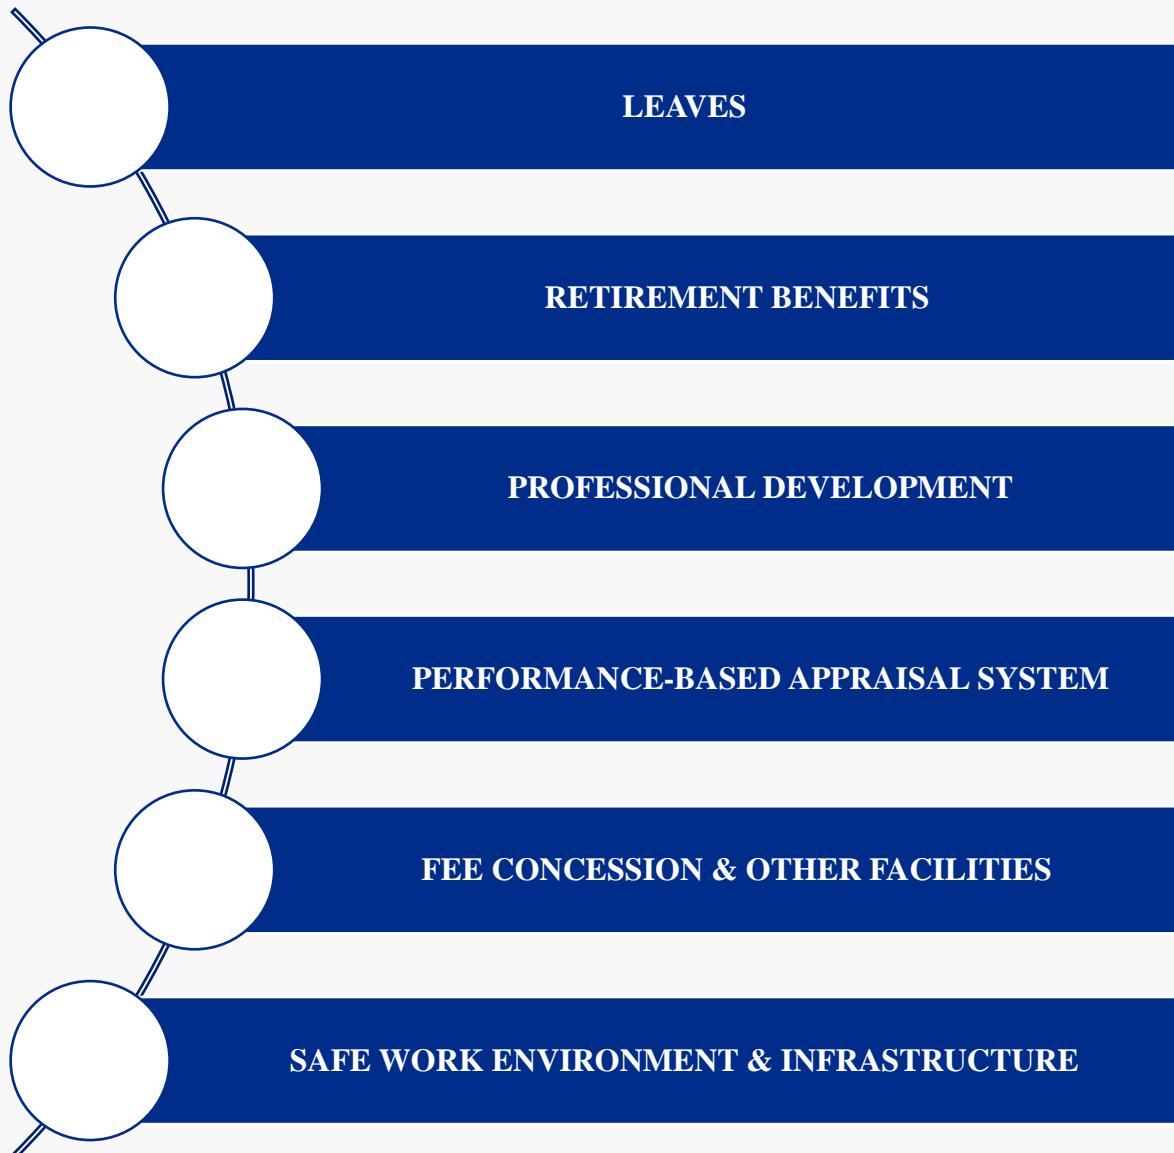 LEAVES
RETIREMENT BENEFITS
PROFESSIONAL DEVELOPMENT
PERFORMANCE-BASED APPRAISAL SYSTEM
FEE CONCESSION & OTHER FACILITIES
SAFE WORK ENVIRONMENT & INFRASTRUCTURE